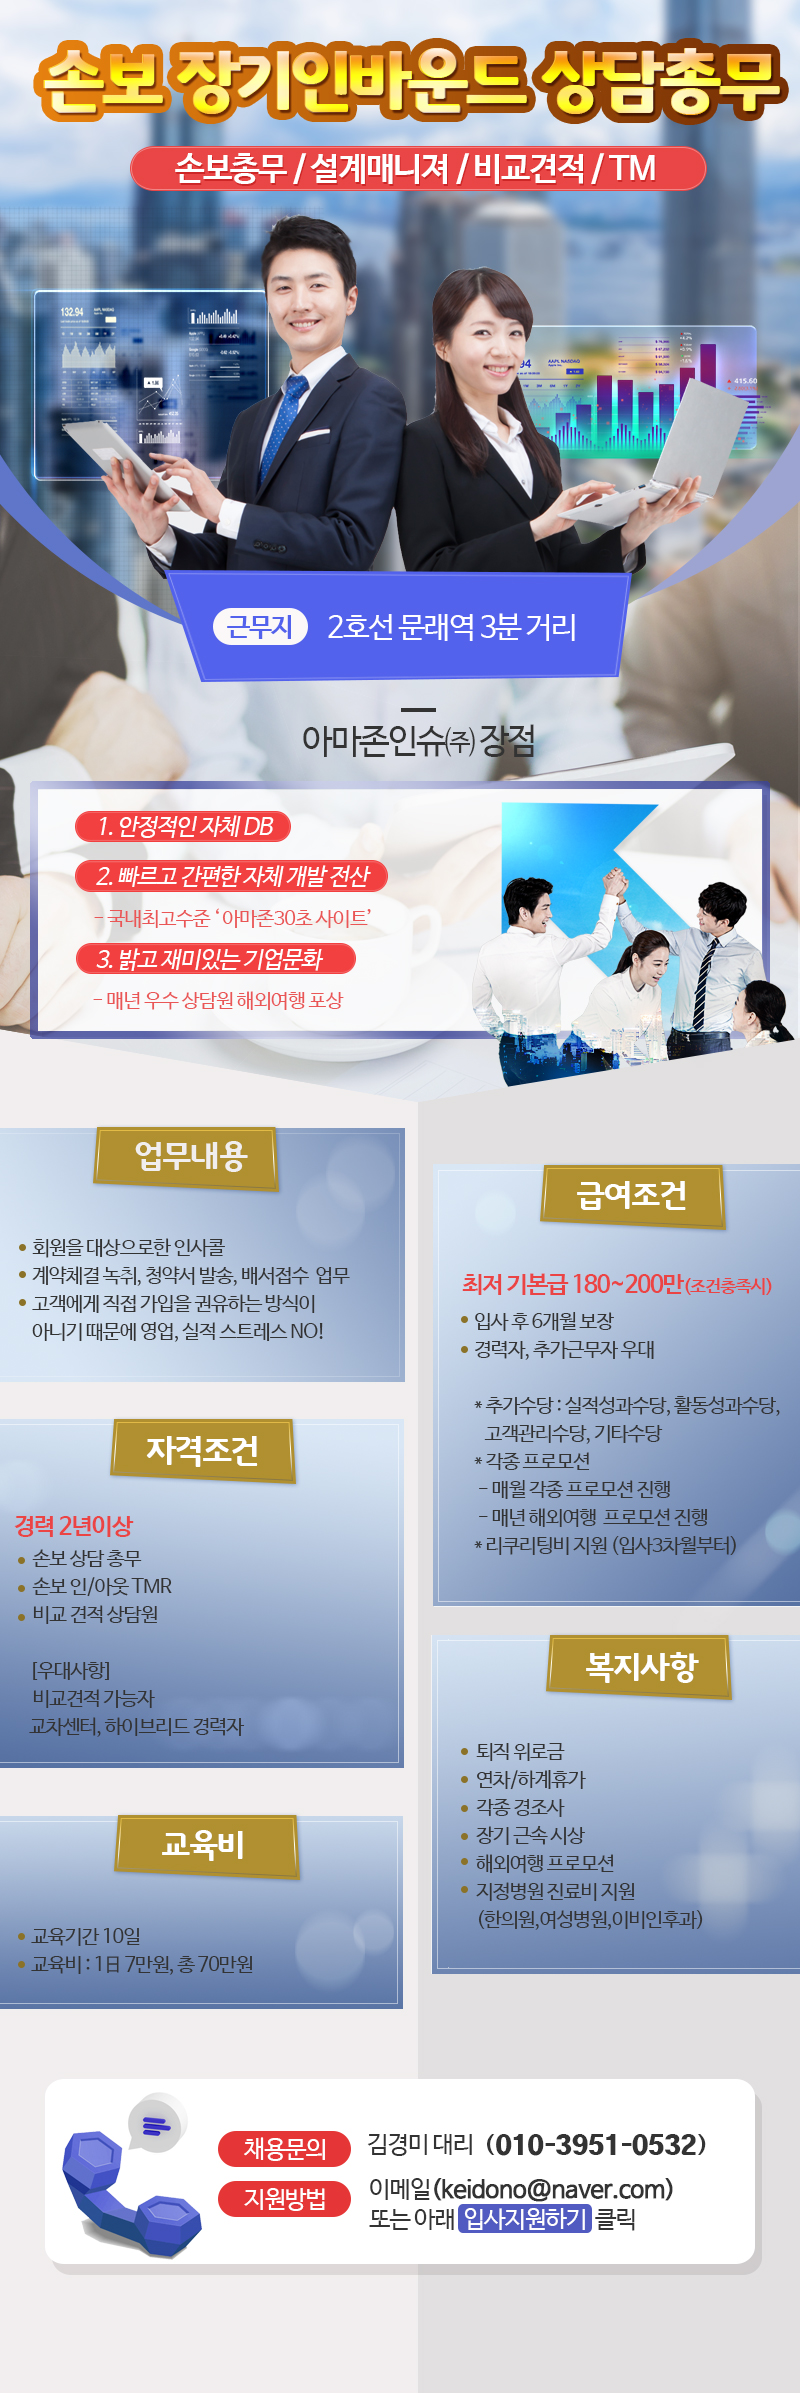 손보 장기인바운드 상담총무
손보총무 / 설계매니져 / 비교견적 / TM
132.94
415.60
근무지 2호선 문래역 3분 거리
아마존인슈(주) 장점
1. 안정적인 자체 DB
2. 빠르고 간편한 자체 개발 전산
- 국내최고수준 ‘아마존30초 사이트’
3. 밝고 재미있는 기업문화
- 매년 우수 상담원 해외여행 포상
업무내용
• 회원을 대상으로한 인사콜
• 계약체결 녹취, 청약서 발송, 배서접수 업무
• 고객에게 직접 가입을 권유하는 방식이
아니기 때문에 영업, 실적 스트레스 NO!
자격조건
경력 2년이상
• 손보 상담 총무
• 손보 인/아웃 TMR
• 비교 견적 상담원
[우대사항]
비교견적 가능자
교차센터, 하이브리드 경력자
교육비
• 교육기간 10일
• 교육비 : 1日 7만원, 총 70만원
급여조건
최저 기본급 180~200만(조건충족시)
• 입사 후 6개월 보장
• 경력자, 추가근무자 우대
* 추가수당 : 실적성과수당, 활동성과수당,
고객관리수당, 기타수당
* 각종 프로모션
- 매월 각종 프로모션 진행
- 매년 해외여행 프로모션 진행
* 리쿠리팅비 지원 (입사3차월부터)
복지사항
• 퇴직 위로금
• 연차/하계휴가
• 각종 경조사
• 장기 근속 시상
• 해외여행 프로모션
• 지정병원 진료비 지원
(한의원,여성병원,이비인후과)
채용문의 김경미 대리 (010-3951-0532)
지원방법 이메일(keidono@naver.com)
또는 아래 입사지원하기 클릭